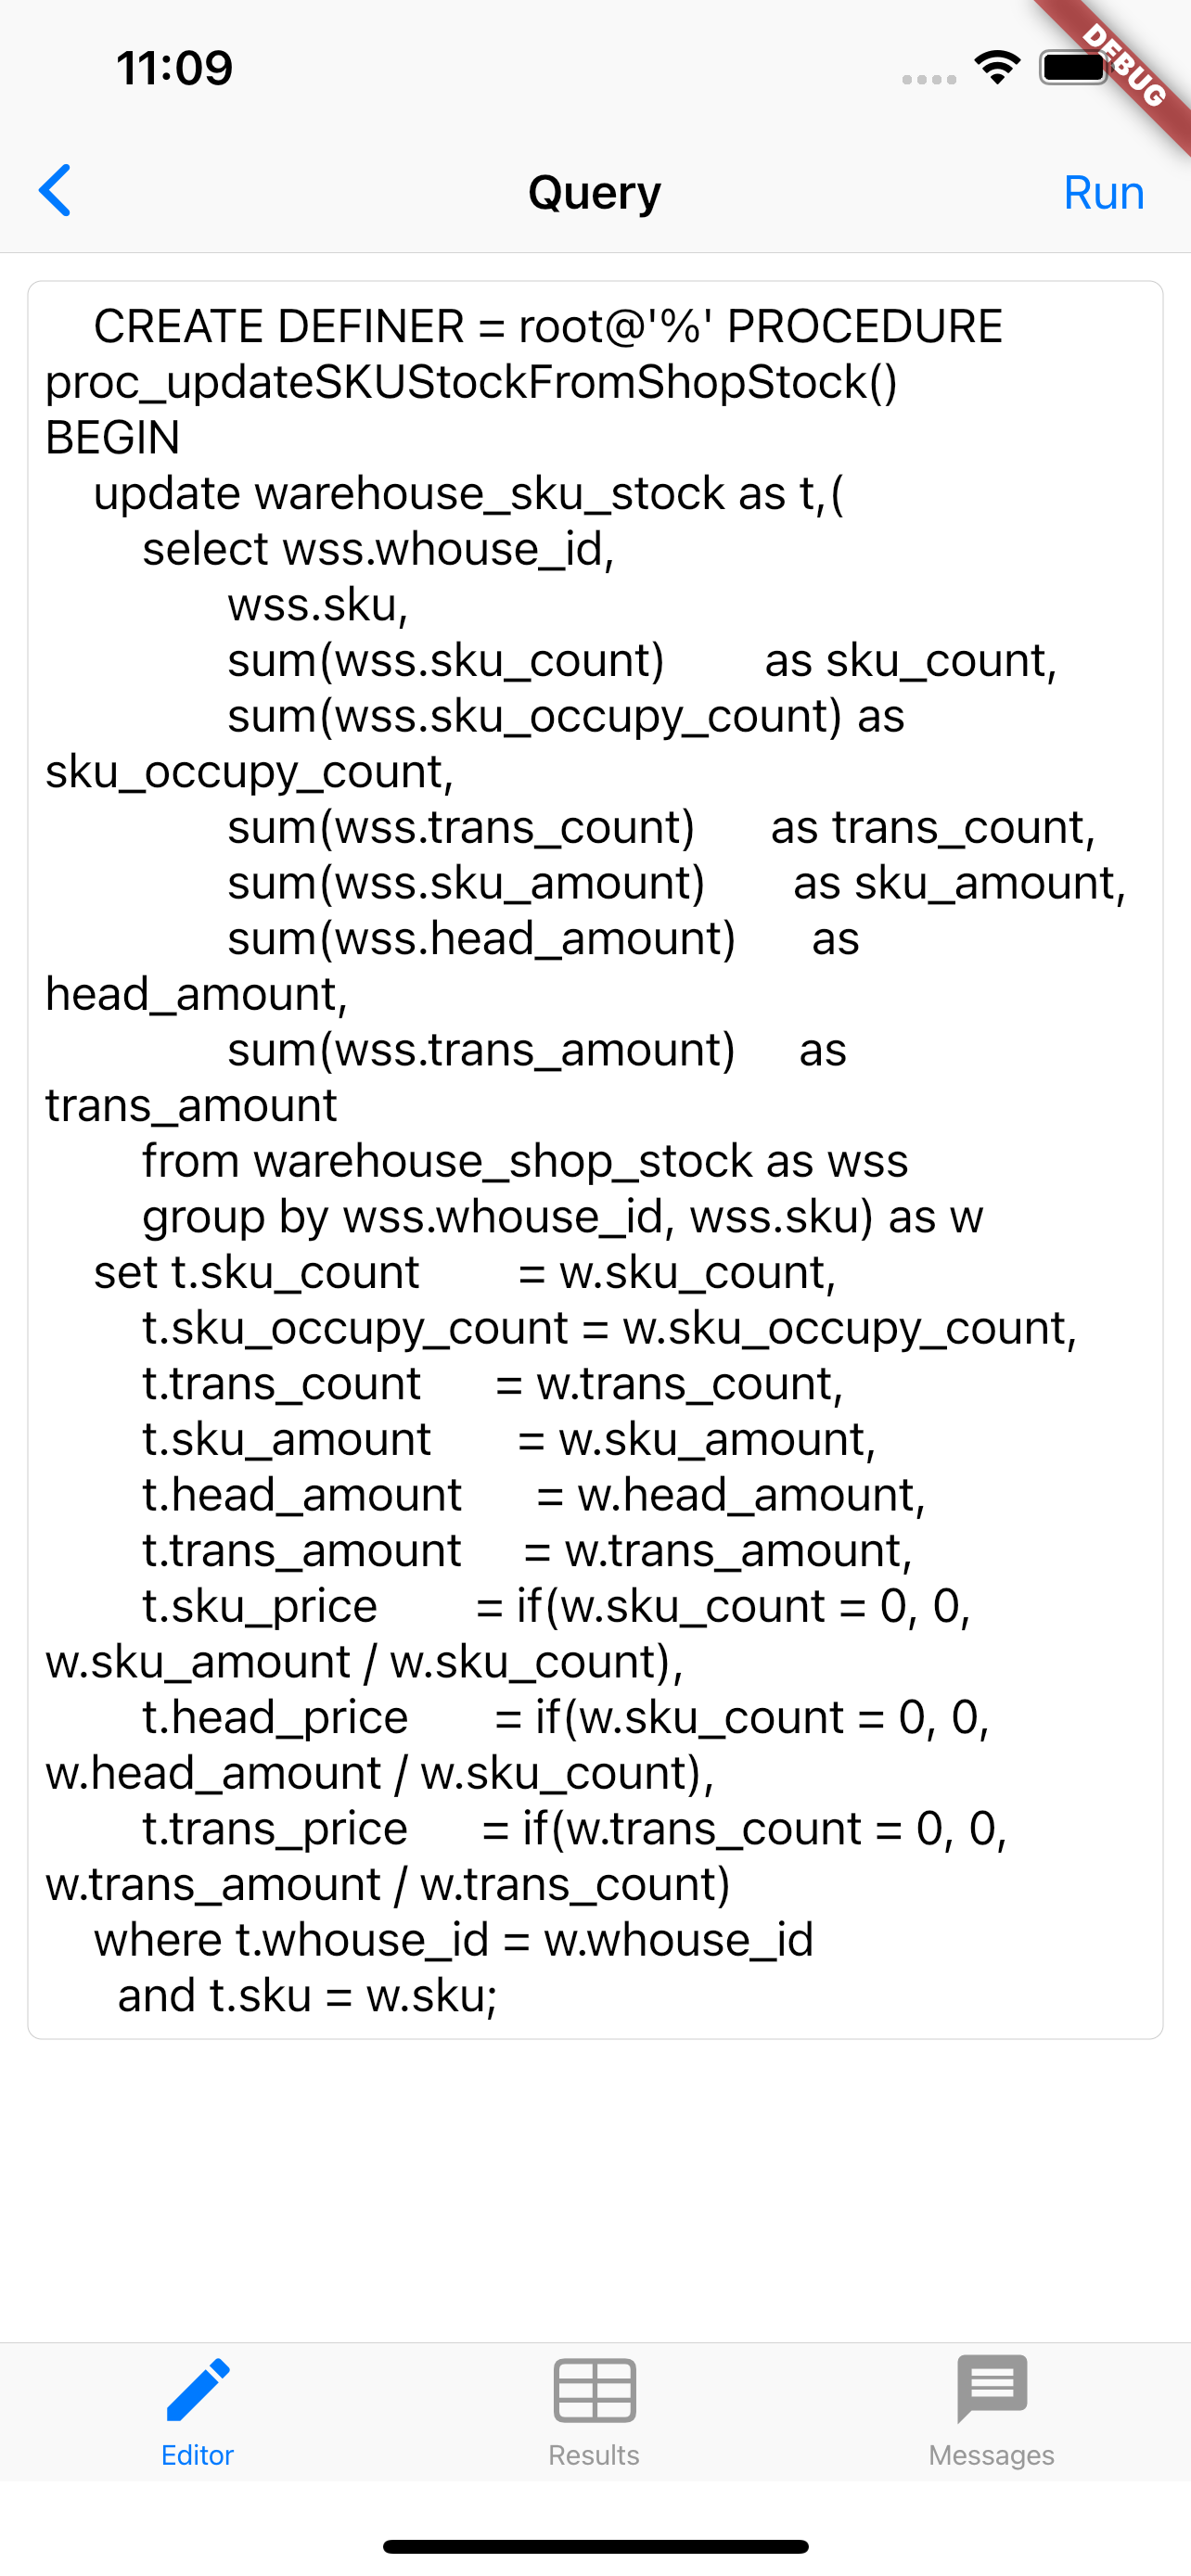 11:09
DEBUG
Query
Run
CREATE DEFINER = root@'%' PROCEDURE
proc_updateSKUStockFromShopStock()
BEGIN
update warehouse_sku_stock as t,(
select wss.whouse_id,
wss.sku,
sum(wss.sku_count) as sku_count,
sum(wss.sku_occupy_count) as
sku_occupy_count,
sum(wss.trans_count) as trans_count,
sum(wss.sku_amount) as sku_amount,
sum(wss.head_amount) as
head_amount,
sum(wss.trans_amount) as
trans_amount
from warehouse_shop_stock as wss
group by wss.whouse_id, wss.sku) as w
set t.sku_count = w.sku_count,
t.sku_occupy_count = w.sku_occupy_count,
t.trans_count = w.trans_count,
t.sku_amount = w.sku_amount,
t.head_amount = w.head_amount,
t.trans_amount = w.trans_amount,
t.sku_price = if(w.sku_count = 0, 0,
w.sku_amount / w.sku_count),
t.head_price = if(w.sku_count = 0, 0,
w.head_amount / w.sku_count),
t.trans_price = if(w.trans_count = 0, 0,
w.trans_amount / w.trans_count)
where t.whouse_id = w.whouse_id
and t.sku = w.sku;
Editor
Results
Messages